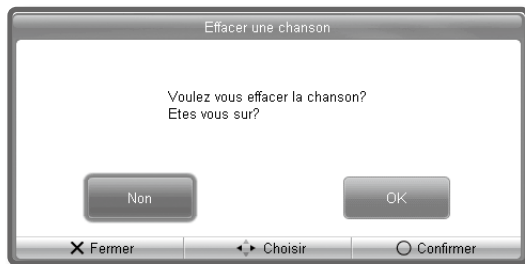 Effacer une chanson
Voulez vous effacer la chanson?
Etes vous sur?
Non OK
Fermer Choisir Confirmer